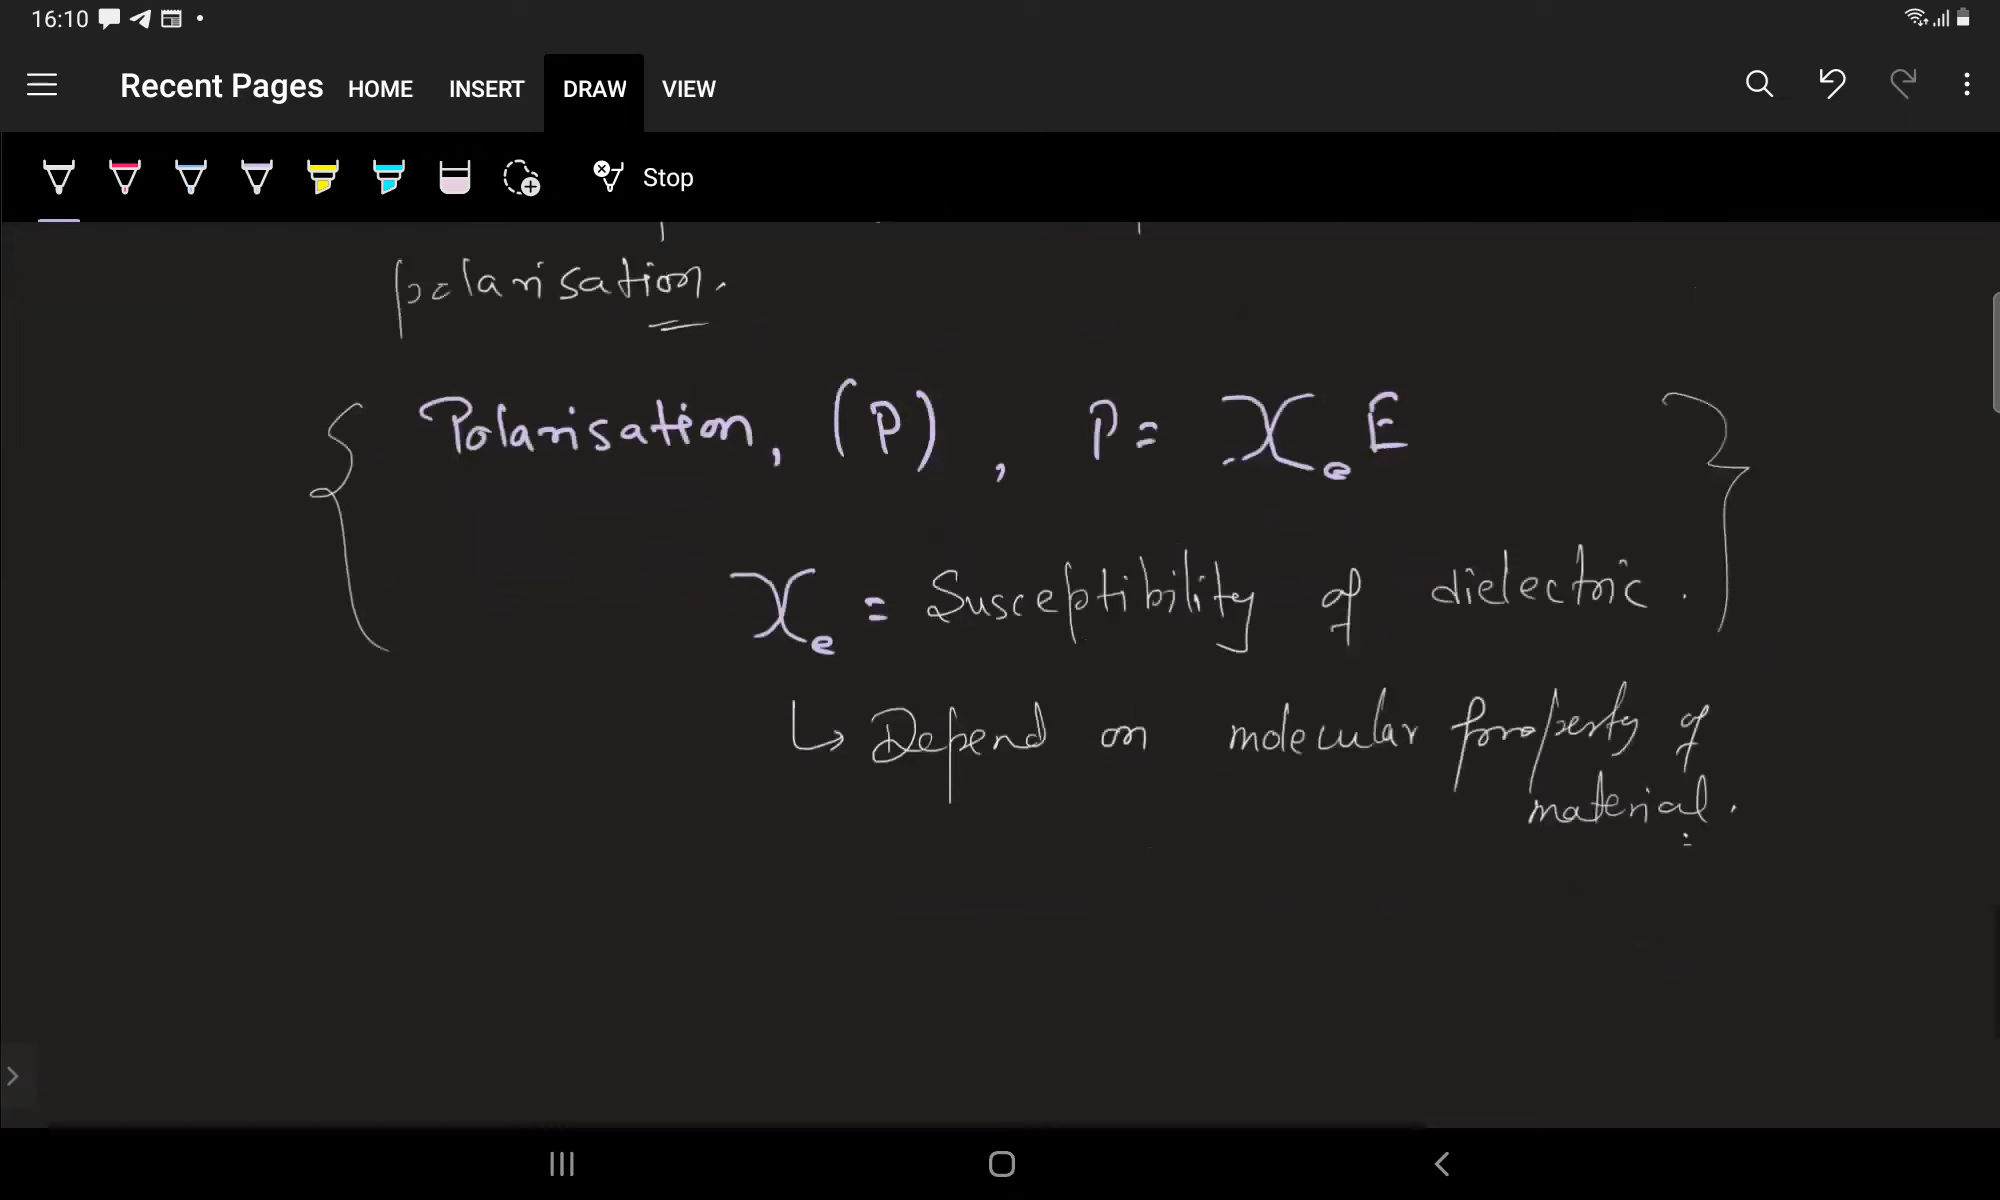 16:10
Recent Pages HOME INSERT DRAW VIEW
Stop
polarisation.
Polarisation, (P), P = χe E
χe = Susceptibility of dielectric.
↳ Depend on molecular property of
material.